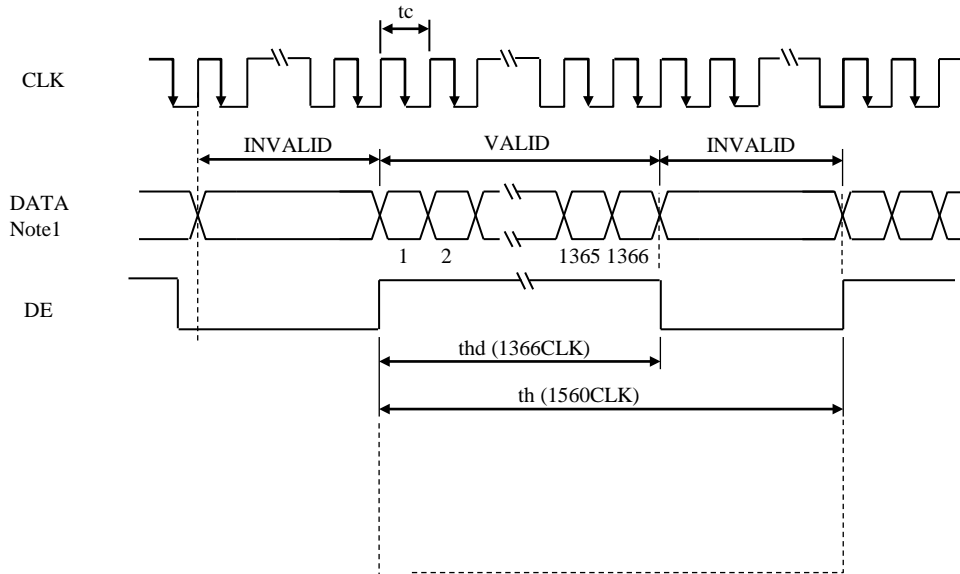 tc
CLK
INVALID VALID INVALID
DATA
Note1
1 2 1365 1366
DE
thd (1366CLK)
th (1560CLK)